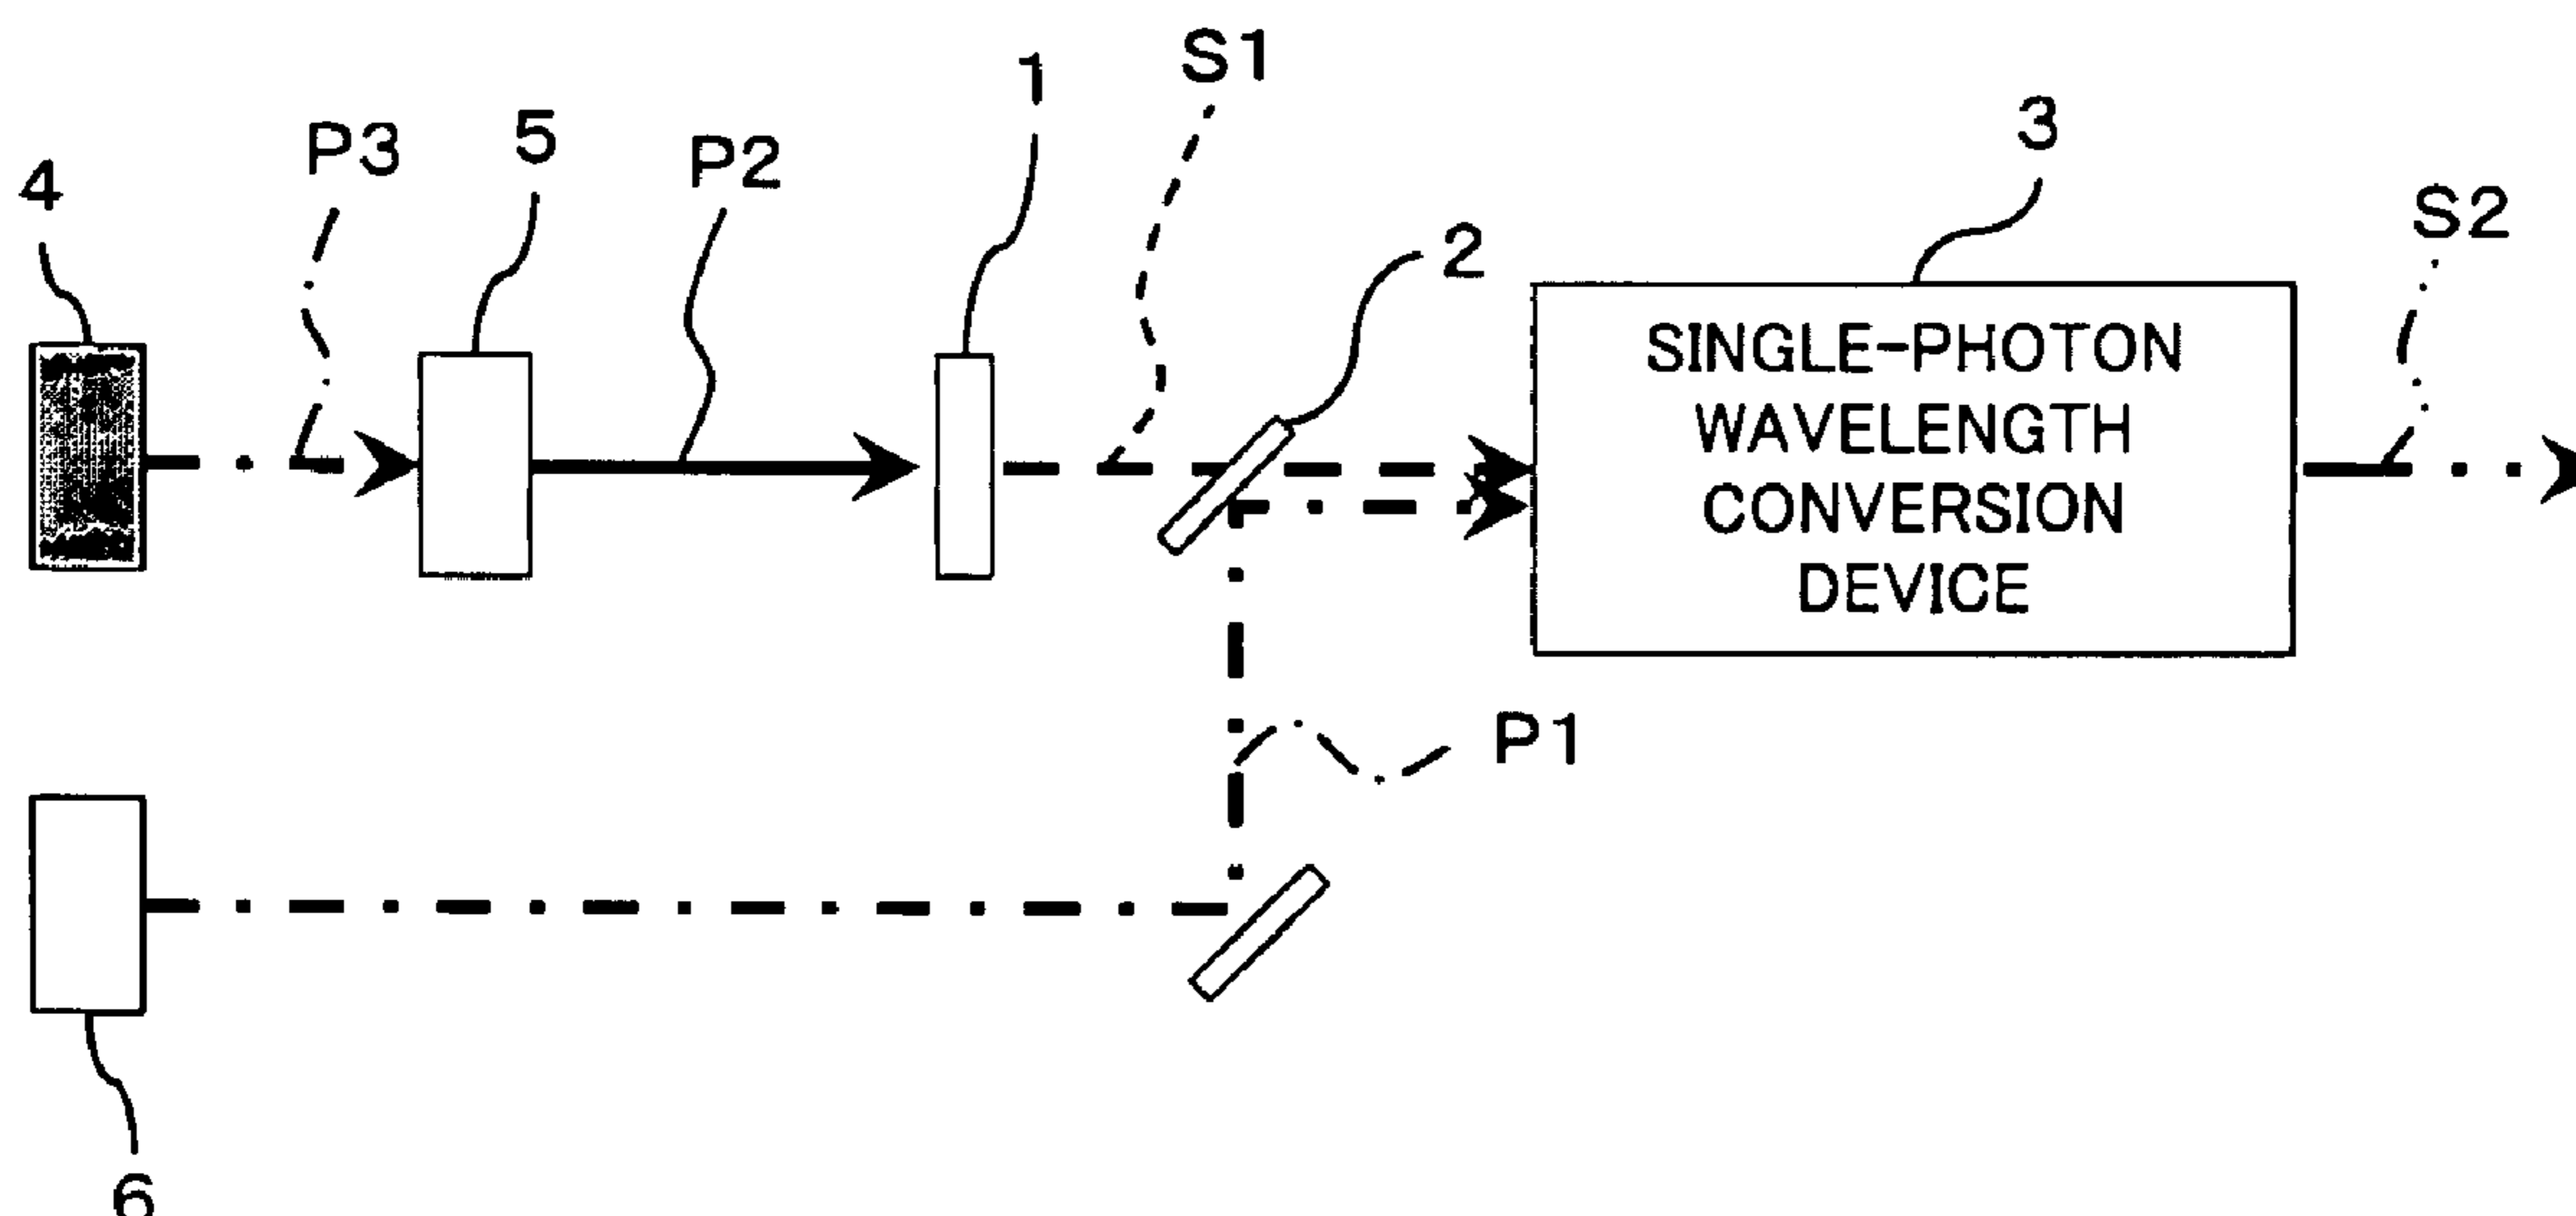 S1
1
3
5
P3
P2
4
S2
2
SINGLE-PHOTON
WAVELENGTH
CONVERSION
DEVICE
P1
6